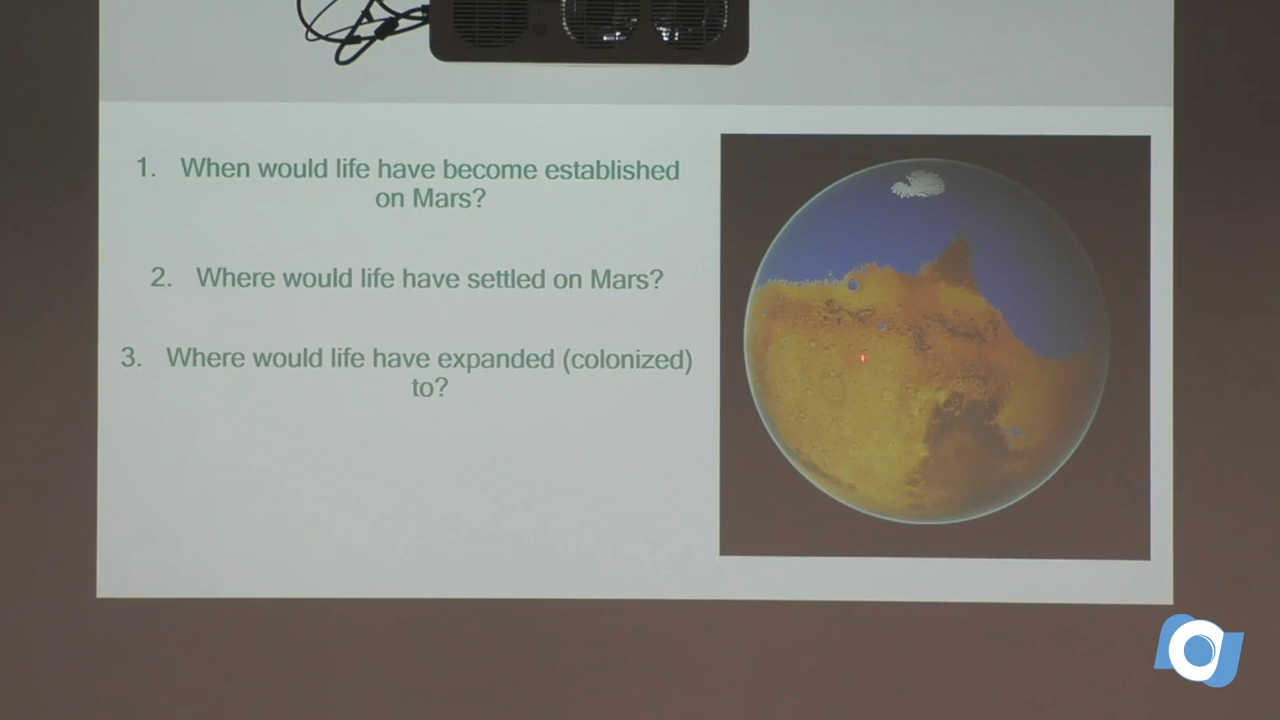 1. When would life have become established
on Mars?
2. Where would life have settled on Mars?
3. Where would life have expanded (colonized)
to?